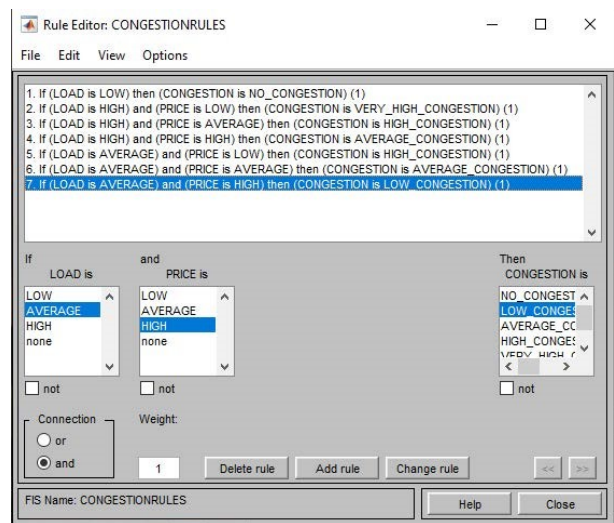 Rule Editor: CONGESTIONRULES
File Edit View Options
1. If (LOAD is LOW) then (CONGESTION is NO_CONGESTION) (1)
2. If (LOAD is HIGH) and (PRICE is LOW) then (CONGESTION is VERY_HIGH_CONGESTION) (1)
3. If (LOAD is HIGH) and (PRICE is AVERAGE) then (CONGESTION is HIGH_CONGESTION) (1)
4. If (LOAD is HIGH) and (PRICE is HIGH) then (CONGESTION is AVERAGE_CONGESTION) (1)
5. If (LOAD is AVERAGE) and (PRICE is LOW) then (CONGESTION is HIGH_CONGESTION) (1)
6. If (LOAD is AVERAGE) and (PRICE is AVERAGE) then (CONGESTION is AVERAGE_CONGESTION) (1)
7. If (LOAD is AVERAGE) and (PRICE is HIGH) then (CONGESTION is LOW_CONGESTION) (1)
If and Then
LOAD is PRICE is CONGESTION is
LOW LOW NO_CONGEST
AVERAGE AVERAGE LOW_CONGES
HIGH HIGH AVERAGE_CC
none none HIGH_CONGES
VERY_HIGH_C
not not not
Connection Weight:
or
and 1 Delete rule Add rule Change rule << >>
FIS Name: CONGESTIONRULES Help Close